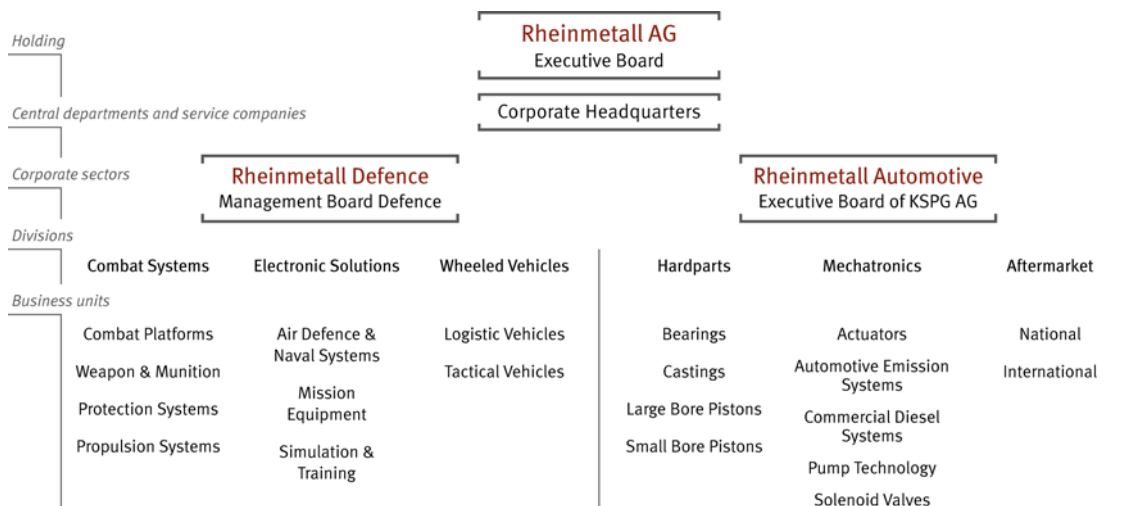 Rheinmetall AG
Holding
Executive Board
Central departments and service companies
Corporate Headquarters
Corporate sectors
Rheinmetall Defence
Management Board Defence
Rheinmetall Automotive
Executive Board of KSPG AG
Divisions
Combat Systems
Electronic Solutions
Wheeled Vehicles
Hardparts
Mechatronics
Aftermarket
Business units
Combat Platforms
Weapon & Munition
Protection Systems
Propulsion Systems
Air Defence &
Naval Systems
Mission
Equipment
Simulation &
Training
Logistic Vehicles
Tactical Vehicles
Bearings
Castings
Large Bore Pistons
Small Bore Pistons
Actuators
Automotive Emission
Systems
Commercial Diesel
Systems
Pump Technology
Solenoid Valves
National
International